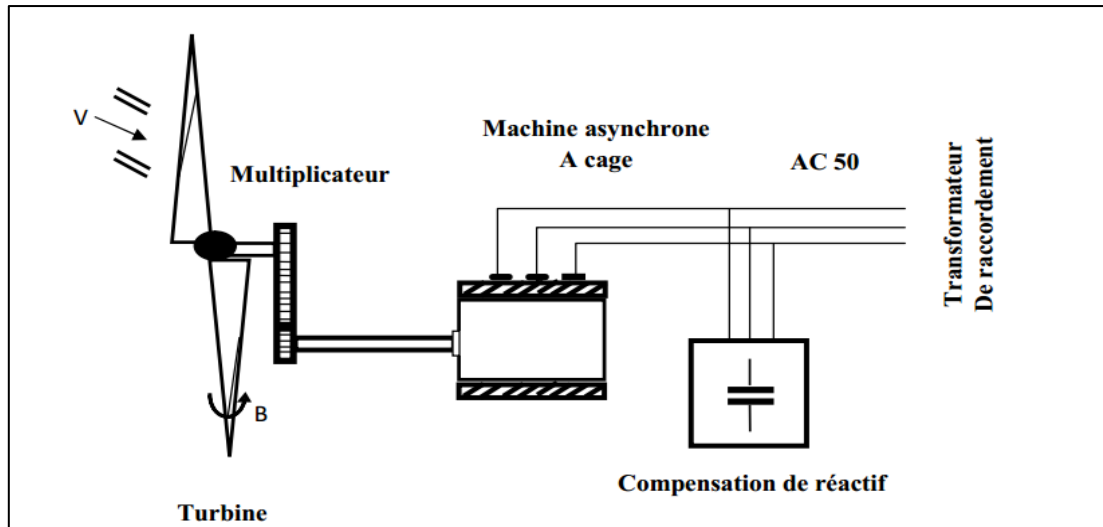 V
Multiplicateur
Machine asynchrone
A cage
AC 50
Transformateur
De raccordement
B
Compensation de réactif
Turbine